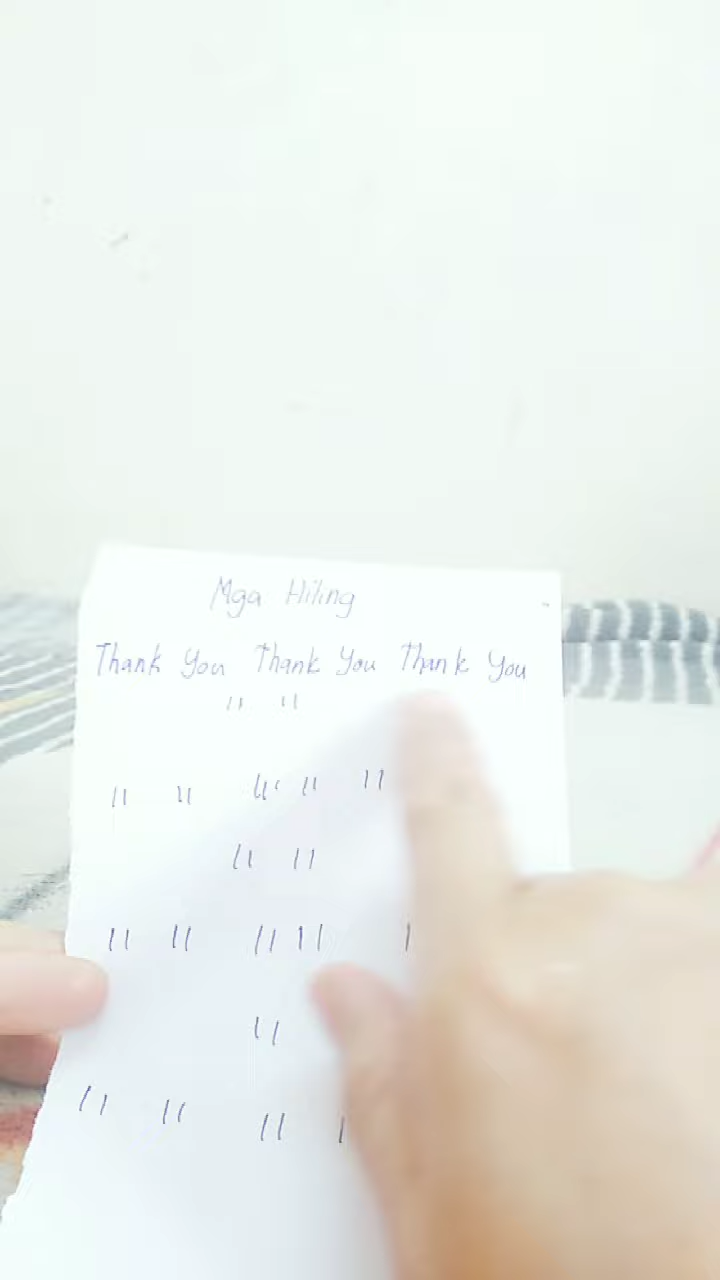 Mga Hiling
Thank You Thank You Thank You
" "
" " " " "
" "
" " " "
"
" " "